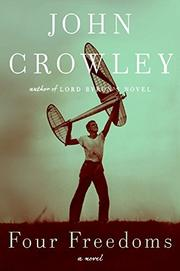 JOHN
CROWLEY
author of LORD BYRON'S NOVEL
Four Freedoms
a novel